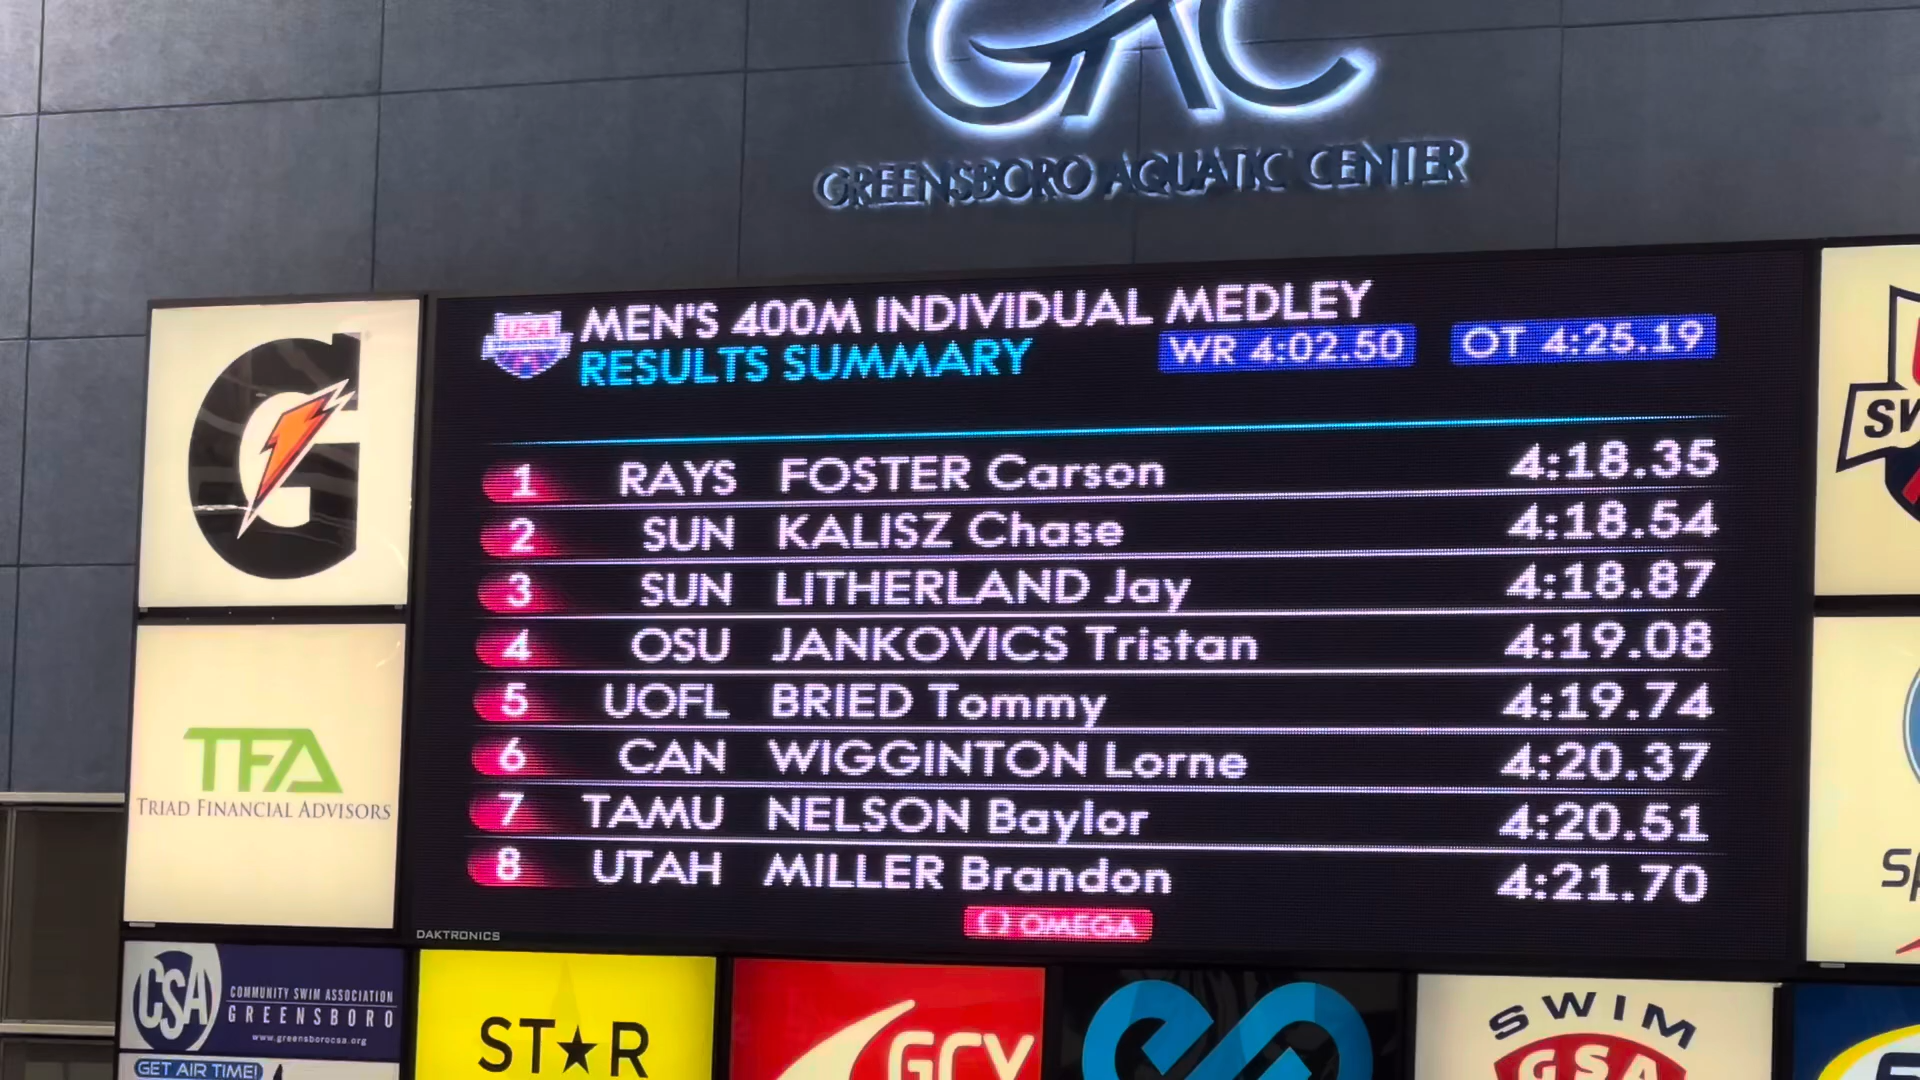 GAC
GREENSBORO AQUATIC CENTER
USA
MEN'S 400M INDIVIDUAL MEDLEY
RESULTS SUMMARY
WR 4:02.50 OT 4:25.19
1 RAYS FOSTER Carson 4:18.35
2 SUN KALISZ Chase 4:18.54
3 SUN LITHERLAND Jay 4:18.87
4 OSU JANKOVICS Tristan 4:19.08
5 UOFL BRIED Tommy 4:19.74
6 CAN WIGGINTON Lorne 4:20.37
7 TAMU NELSON Baylor 4:20.51
8 UTAH MILLER Brandon 4:21.70
Ω OMEGA
DAKTRONICS
G
TFA
TRIAD FINANCIAL ADVISORS
CSA
COMMUNITY SWIM ASSOCIATION
GREENSBORO
www.greensborocsa.org
GET AIR TIME!
ST★R
GCV
SWIM
GSA